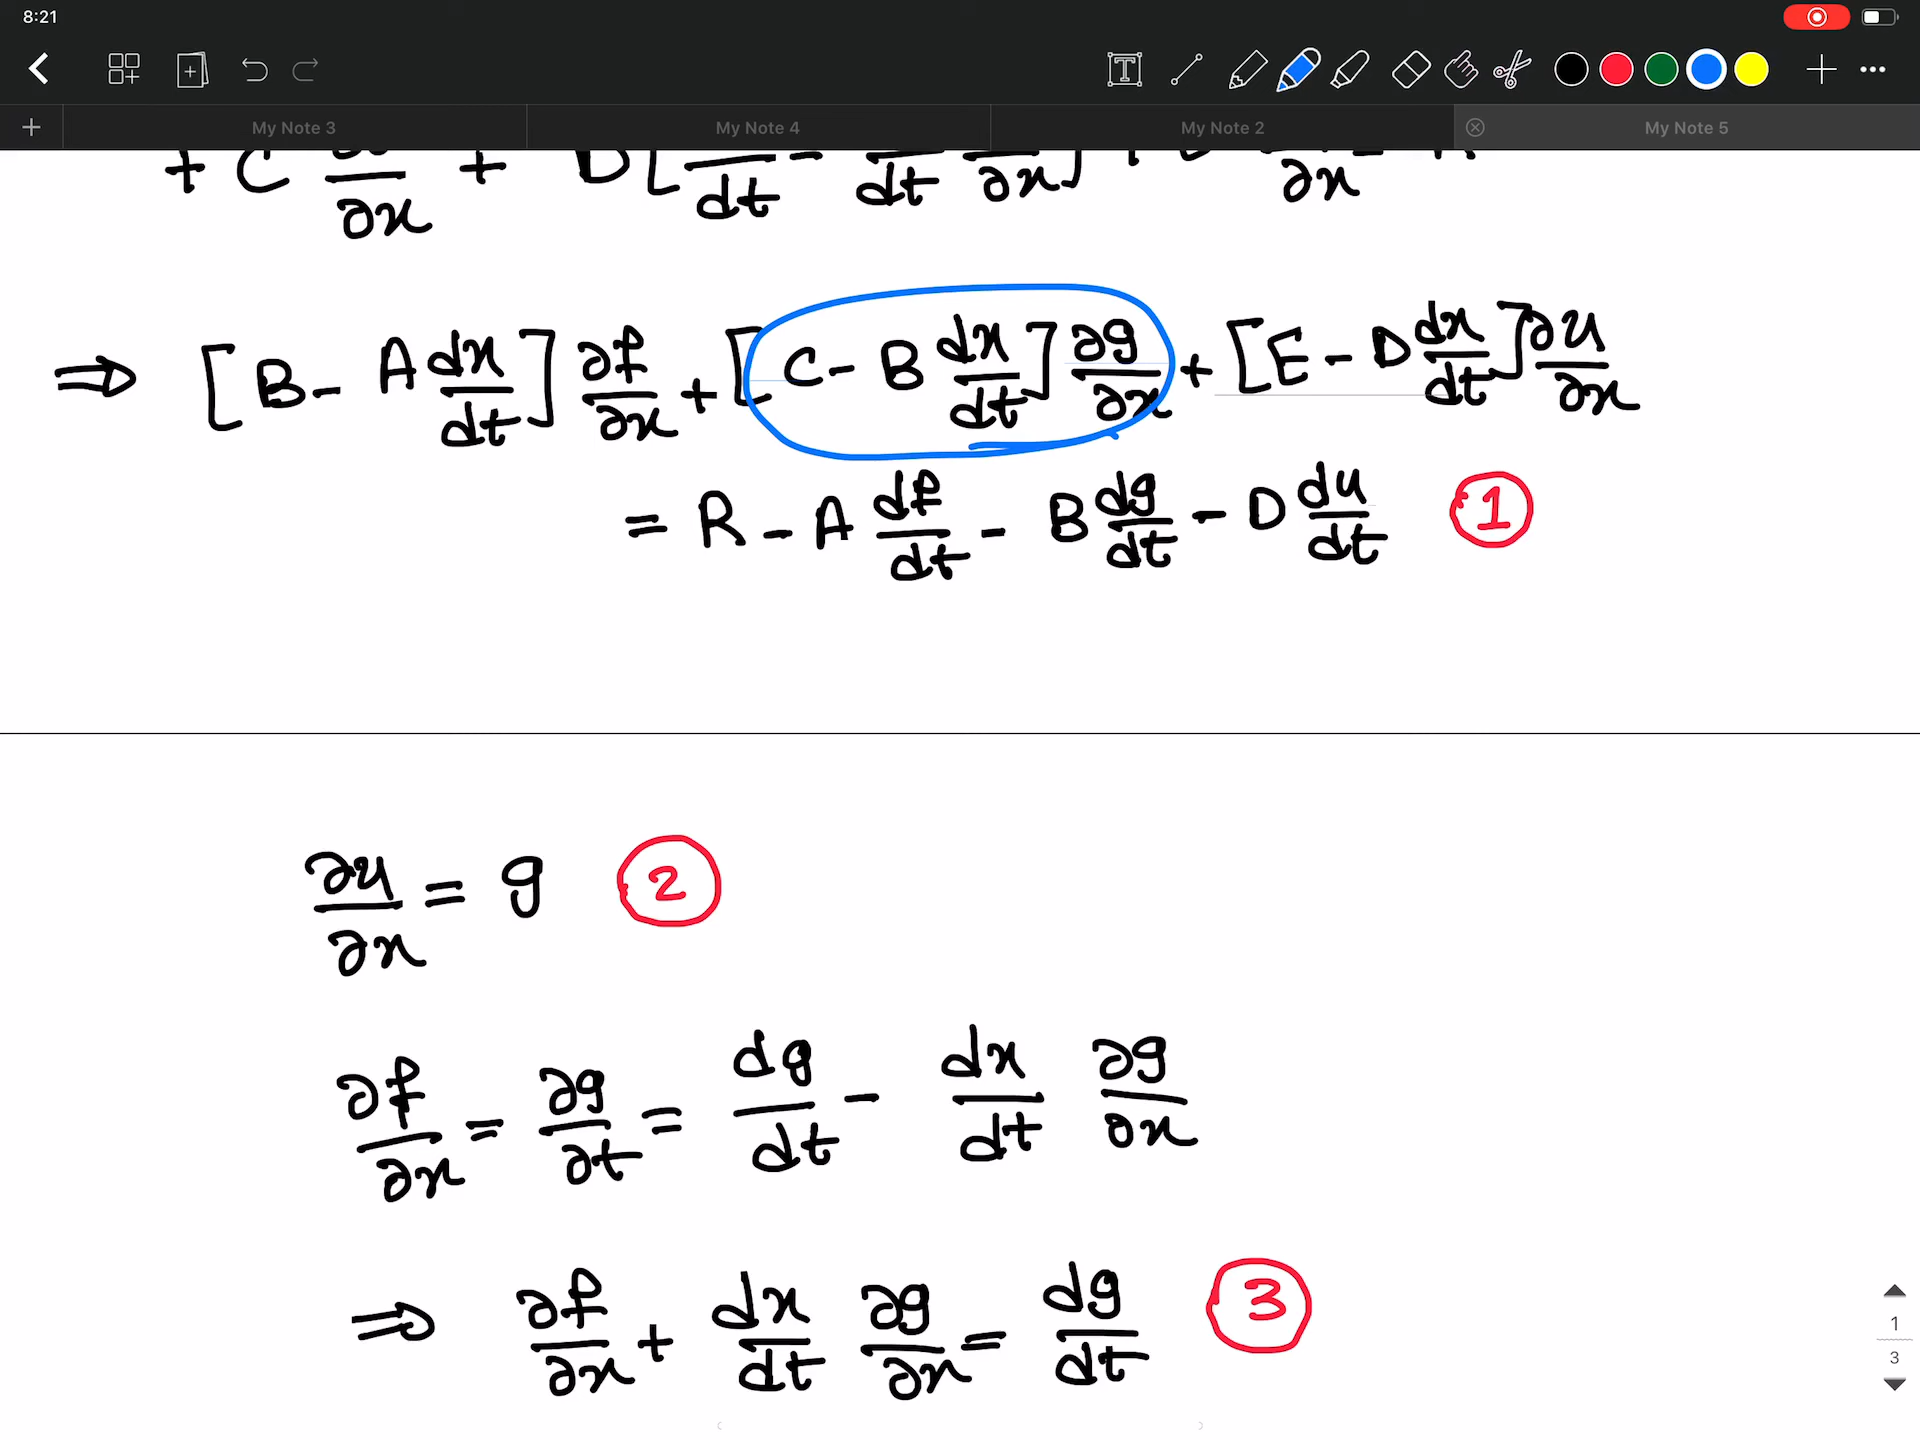 8:21
My Note 3 My Note 4 My Note 2 My Note 5
⇒ [B - A dx/dt] ∂f/∂x + [C - B dx/dt] ∂g/∂x + [E - D dx/dt] ∂u/∂x
= R - A df/dt - B dg/dt - D du/dt 1
∂u/∂x = g 2
∂f/∂x = ∂g/∂t = dg/dt - dx/dt ∂g/∂x
⇒ ∂f/∂x + dx/dt ∂g/∂x = dg/dt 3
1
3